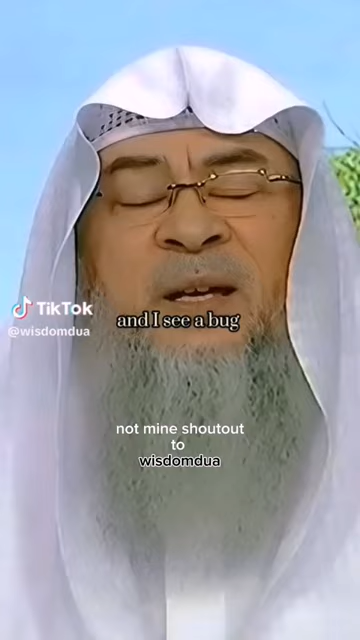 TikTok
@wisdomdua
and I see a bug
not mine shoutout
to
wisdomdua